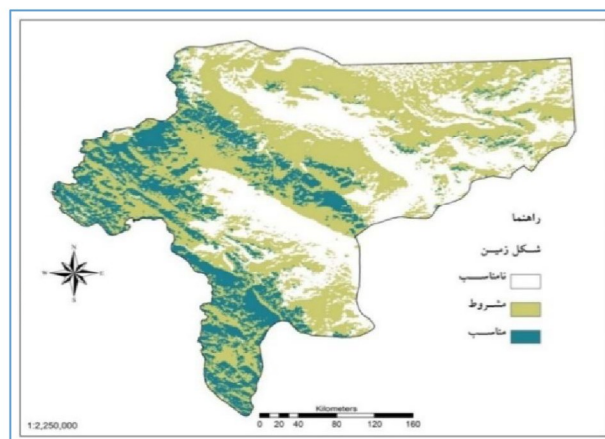 راهنما
شکل زمین
نامناسب
مشروط
مناسب
N
W E
S
Kilometers
0 20 40 80 120 160
1:2,250,000